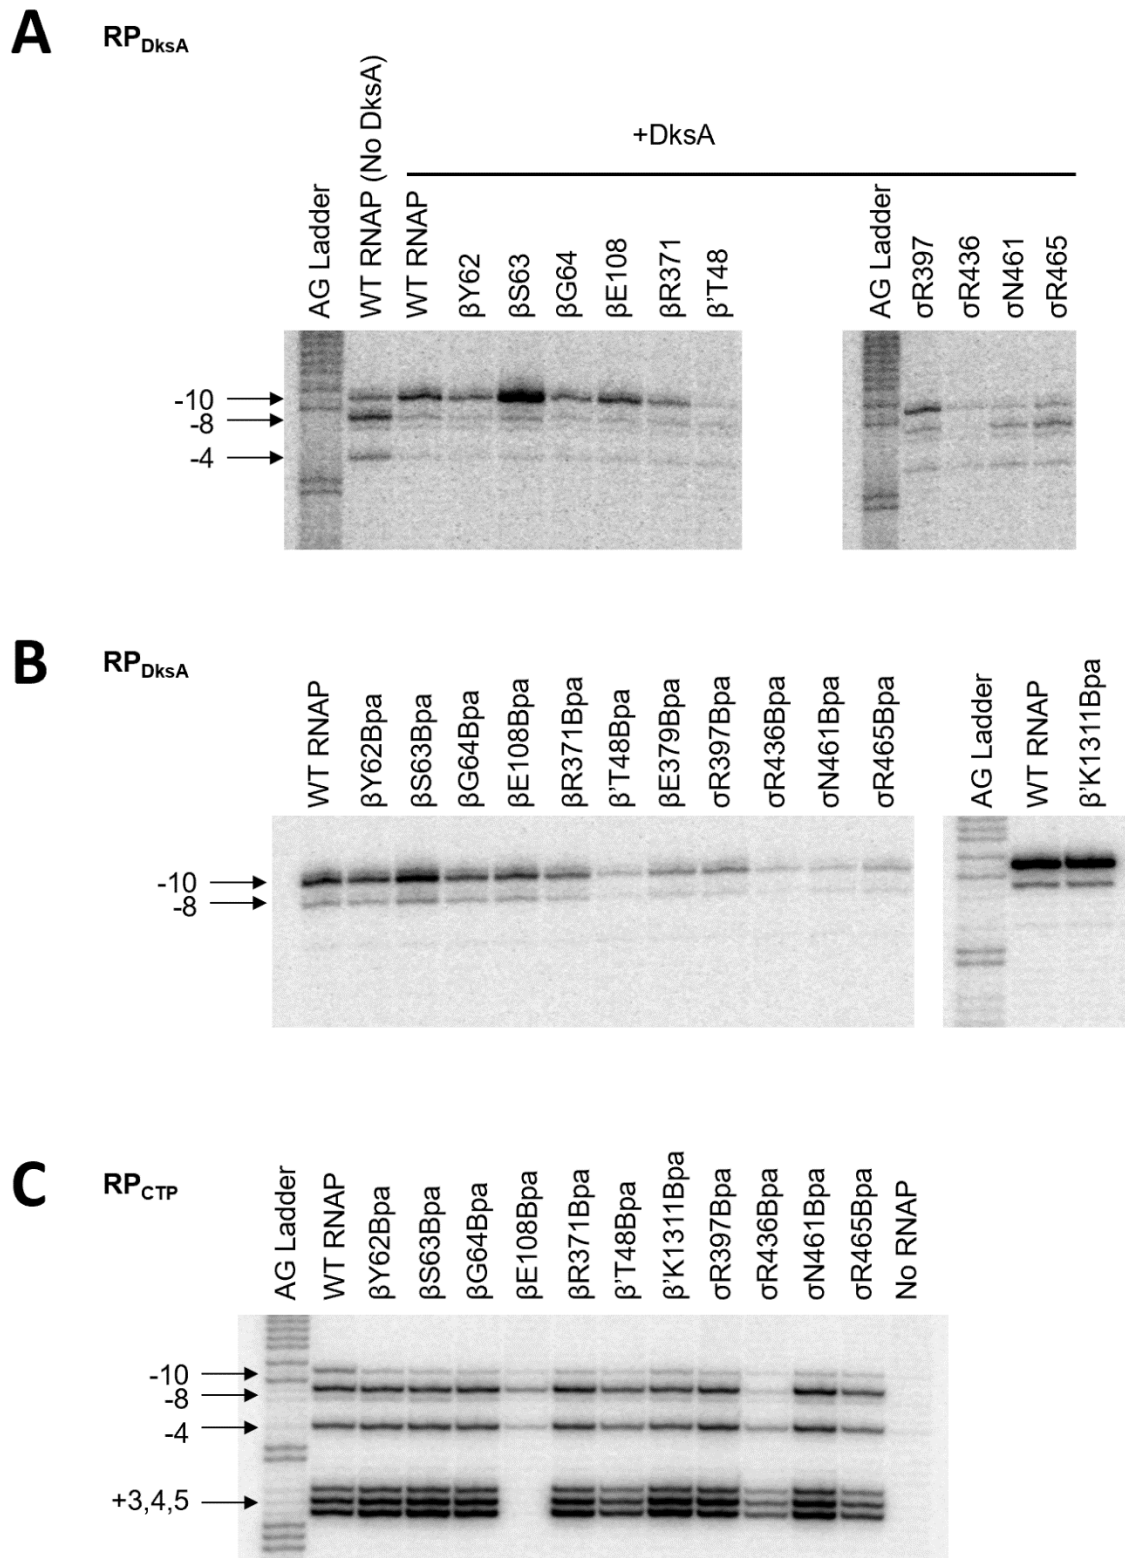 A
RPDksA
+DksA
AG Ladder
WT RNAP (No DksA)
WT RNAP
βY62
βS63
βG64
βE108
βR371
β'T48
AG Ladder
σR397
σR436
σN461
σR465
-10
-8
-4
B
RPDksA
WT RNAP
βY62Bpa
βS63Bpa
βG64Bpa
βE108Bpa
βR371Bpa
β'T48Bpa
βE379Bpa
σR397Bpa
σR436Bpa
σN461Bpa
σR465Bpa
AG Ladder
WT RNAP
β'K1311Bpa
-10
-8
C
RPCTP
AG Ladder
WT RNAP
βY62Bpa
βS63Bpa
βG64Bpa
βE108Bpa
βR371Bpa
β'T48Bpa
β'K1311Bpa
σR397Bpa
σR436Bpa
σN461Bpa
σR465Bpa
No RNAP
-10
-8
-4
+3,4,5